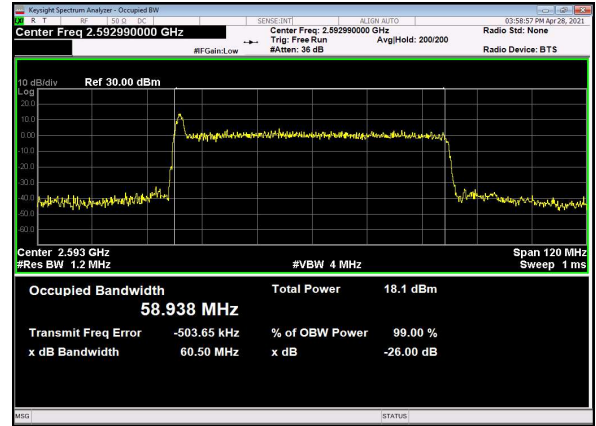 Keysight Spectrum Analyzer - Occupied BW
R T RF 50 Ω DC SENSE:INT ALIGN AUTO 03:58:57 PM Apr 28, 2021
Center Freq 2.592990000 GHz Center Freq: 2.592990000 GHz Radio Std: None
Trig: Free Run Avg|Hold: 200/200
#IFGain:Low #Atten: 36 dB Radio Device: BTS
10 dB/div Ref 30.00 dBm
Log
20.0
10.0
0.00
-10.0
-20.0
-30.0
-40.0
-50.0
-60.0
Center 2.593 GHz Span 120 MHz
#Res BW 1.2 MHz #VBW 4 MHz Sweep 1 ms
Occupied Bandwidth Total Power 18.1 dBm
58.938 MHz
Transmit Freq Error -503.65 kHz % of OBW Power 99.00 %
x dB Bandwidth 60.50 MHz x dB -26.00 dB
MSG STATUS